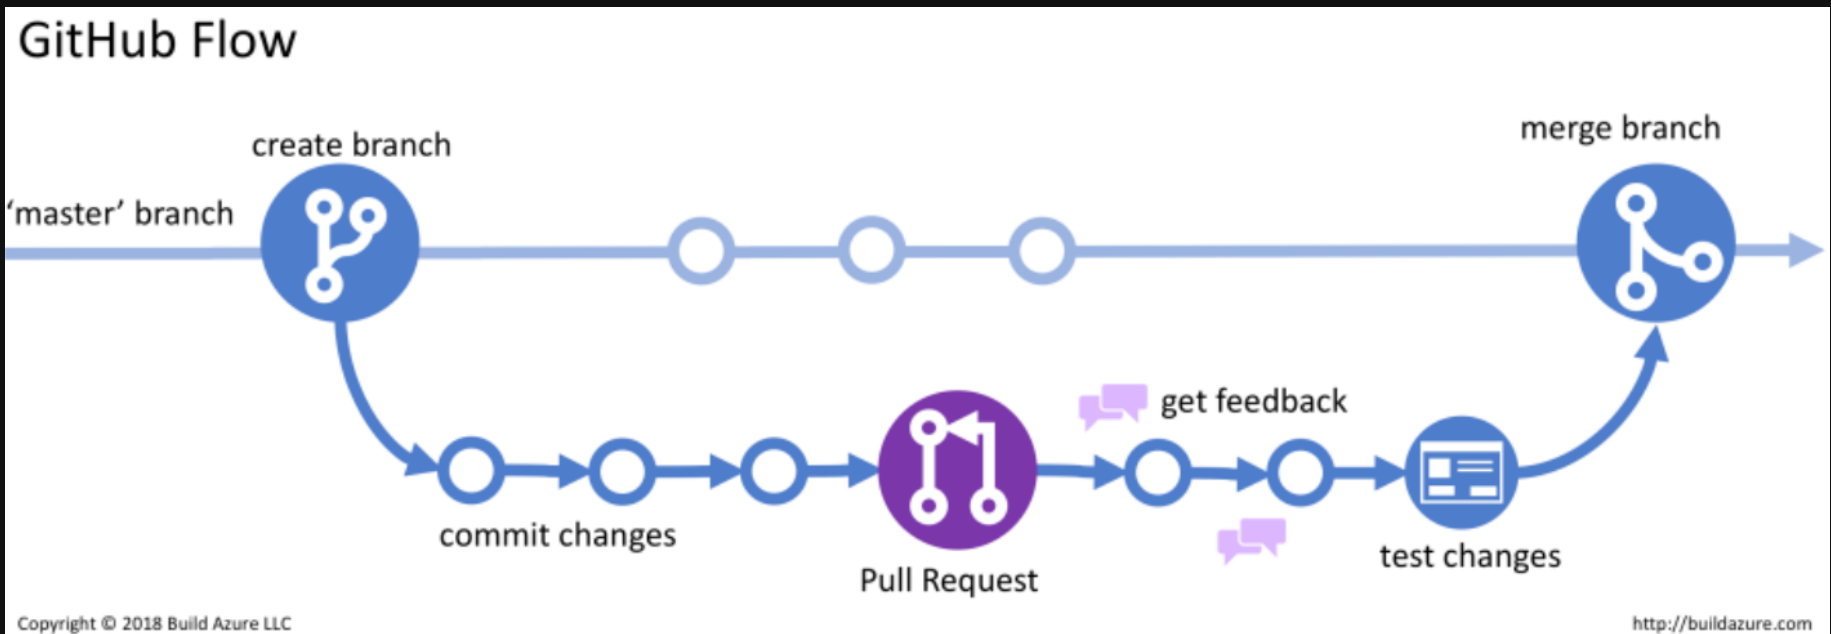 GitHub Flow
create branch
merge branch
‘master’ branch
get feedback
commit changes
Pull Request
test changes
Copyright © 2018 Build Azure LLC
http://buildazure.com